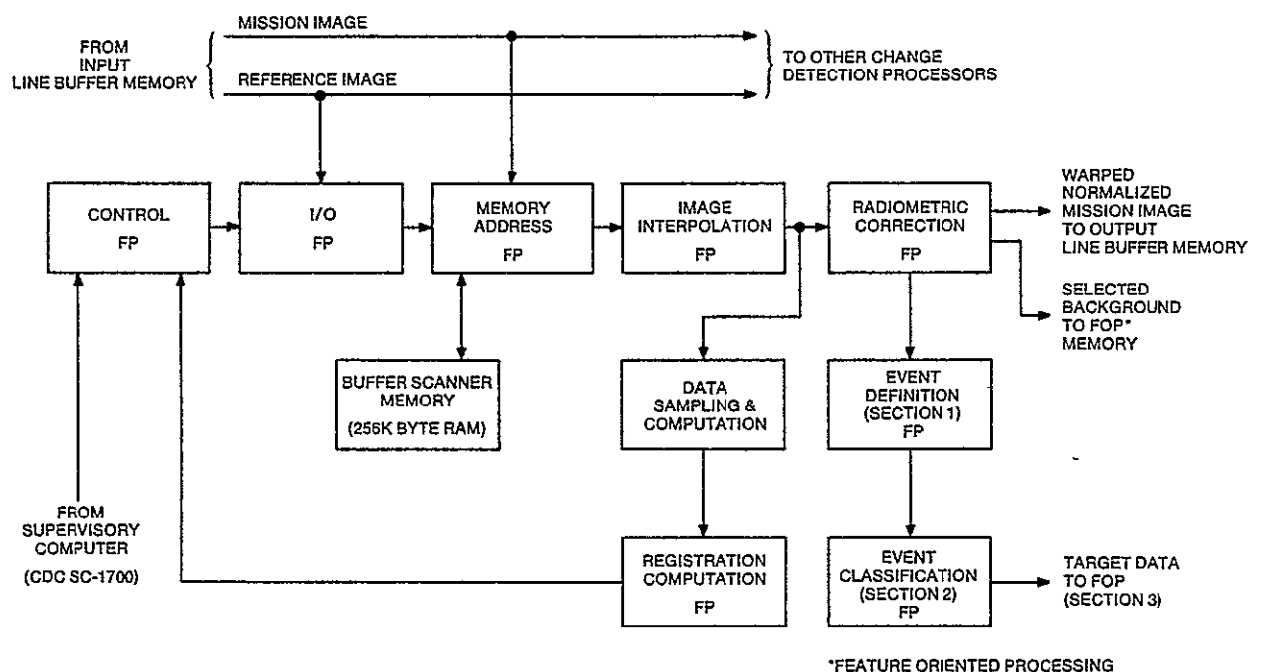 MISSION IMAGE
FROM
INPUT
LINE BUFFER MEMORY
REFERENCE IMAGE
TO OTHER CHANGE
DETECTION PROCESSORS
CONTROL
FP
I/O
FP
MEMORY
ADDRESS
FP
IMAGE
INTERPOLATION
FP
RADIOMETRIC
CORRECTION
FP
WARPED
NORMALIZED
MISSION IMAGE
TO OUTPUT
LINE BUFFER MEMORY
SELECTED
BACKGROUND
TO FOP*
MEMORY
BUFFER SCANNER
MEMORY
(256K BYTE RAM)
DATA
SAMPLING &
COMPUTATION
EVENT
DEFINITION
(SECTION 1)
FP
FROM
SUPERVISORY
COMPUTER
(CDC SC-1700)
REGISTRATION
COMPUTATION
FP
EVENT
CLASSIFICATION
(SECTION 2)
FP
TARGET DATA
TO FOP
(SECTION 3)
*FEATURE ORIENTED PROCESSING